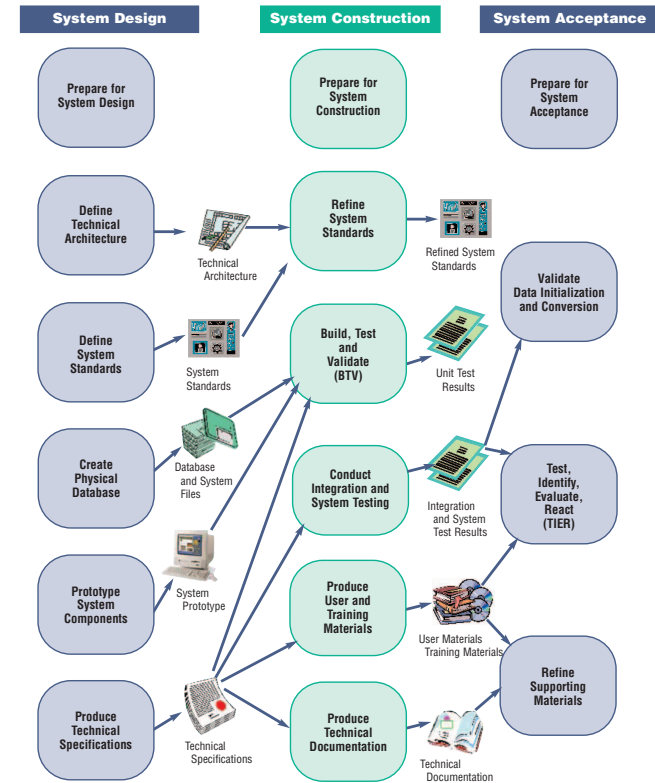 System Design
System Construction
System Acceptance
Prepare for
System Design
Prepare for
System
Construction
Prepare for
System
Acceptance
Define
Technical
Architecture
Technical
Architecture
Refine
System
Standards
Refined System
Standards
Validate
Data Initialization
and Conversion
Define
System
Standards
System
Standards
Build, Test
and
Validate
(BTV)
Unit Test
Results
Create
Physical
Database
Database
and System
Files
Conduct
Integration and
System Testing
Integration
and System
Test Results
Test,
Identify,
Evaluate,
React
(TIER)
Prototype
System
Components
System
Prototype
Produce
User and
Training
Materials
User Materials
Training Materials
Refine
Supporting
Materials
Produce
Technical
Specifications
Technical
Specifications
Produce
Technical
Documentation
Technical
Documentation